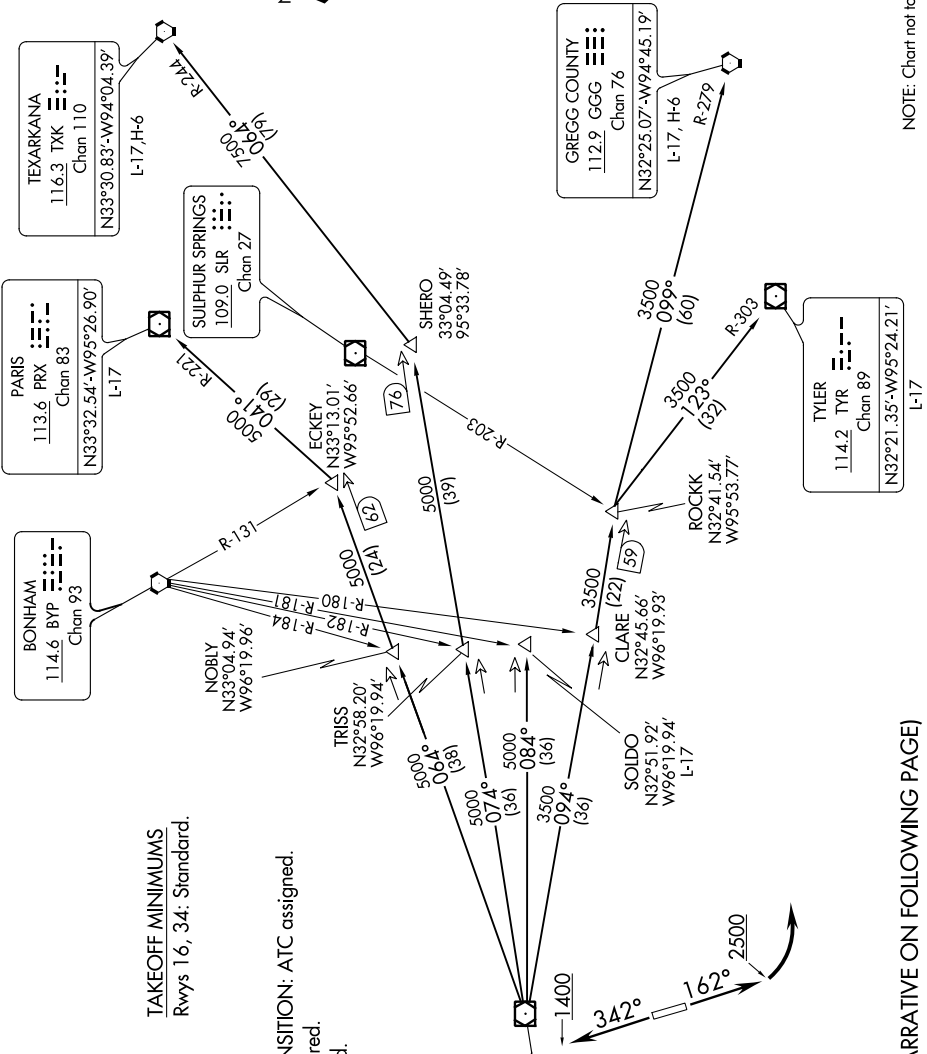 TEXARKANA
116.3 TXK
Chan 110
N33°30.83'-W94°04.39'
L-17,H-6
PARIS
113.6 PRX
Chan 83
N33°32.54'-W95°26.90'
L-17
SULPHUR SPRINGS
109.0 SLR
Chan 27
BONHAM
114.6 BYP
Chan 93
GREGG COUNTY
112.9 GGG
Chan 76
N32°25.07'-W94°45.19'
L-17, H-6
TYLER
114.2 TYR
Chan 89
N32°21.35'-W95°24.21'
L-17
R-244
7500
064°
(79)
R-221
5000
041°
(29)
ECKEY
N33°13.01'
W95°52.66'
62
SHERO
33°04.49'
95°33.78'
76
R-131
R-184
R-182
R-181
R-180
R-203
5000
(24)
5000
(39)
NOBLY
N33°04.94'
W96°19.96'
TRISS
N32°58.20'
W96°19.94'
SOLDO
N32°51.92'
W96°19.94'
L-17
CLARE
N32°45.66'
W96°19.93'
3500
(22)
59
ROCKK
N32°41.54'
W95°53.77'
3500
099°
(60)
R-279
3500
123°
(32)
R-303
5000
064°
(38)
5000
074°
(36)
5000
084°
(36)
3500
094°
(36)
1400
342°
162°
2500
TAKEOFF MINIMUMS
Rwys 16, 34: Standard.
NSITION: ATC assigned.
red.
d.
NOTE: Chart not to
ARRATIVE ON FOLLOWING PAGE)